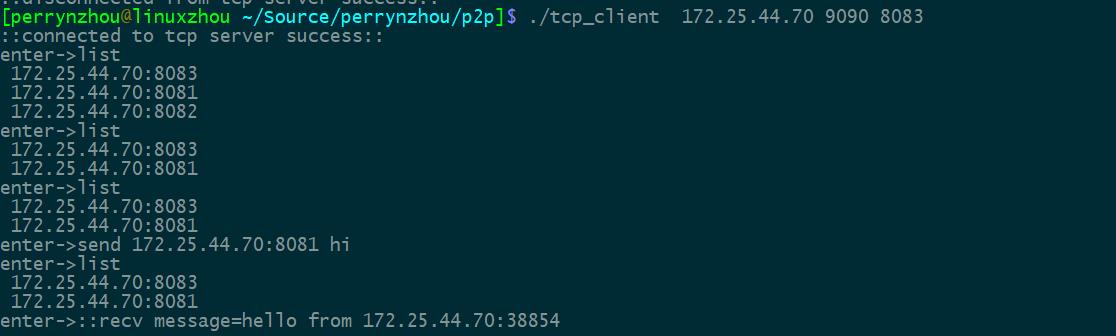 ::disconnected from tcp server success::
[perrynzhou@linuxzhou ~/Source/perrynzhou/p2p]$ ./tcp_client  172.25.44.70 9090 8083
::connected to tcp server success::
enter->list
 172.25.44.70:8083
 172.25.44.70:8081
 172.25.44.70:8082
enter->list
 172.25.44.70:8083
 172.25.44.70:8081
enter->list
 172.25.44.70:8083
 172.25.44.70:8081
enter->send 172.25.44.70:8081 hi
enter->list
 172.25.44.70:8083
 172.25.44.70:8081
enter->::recv message=hello from 172.25.44.70:38854